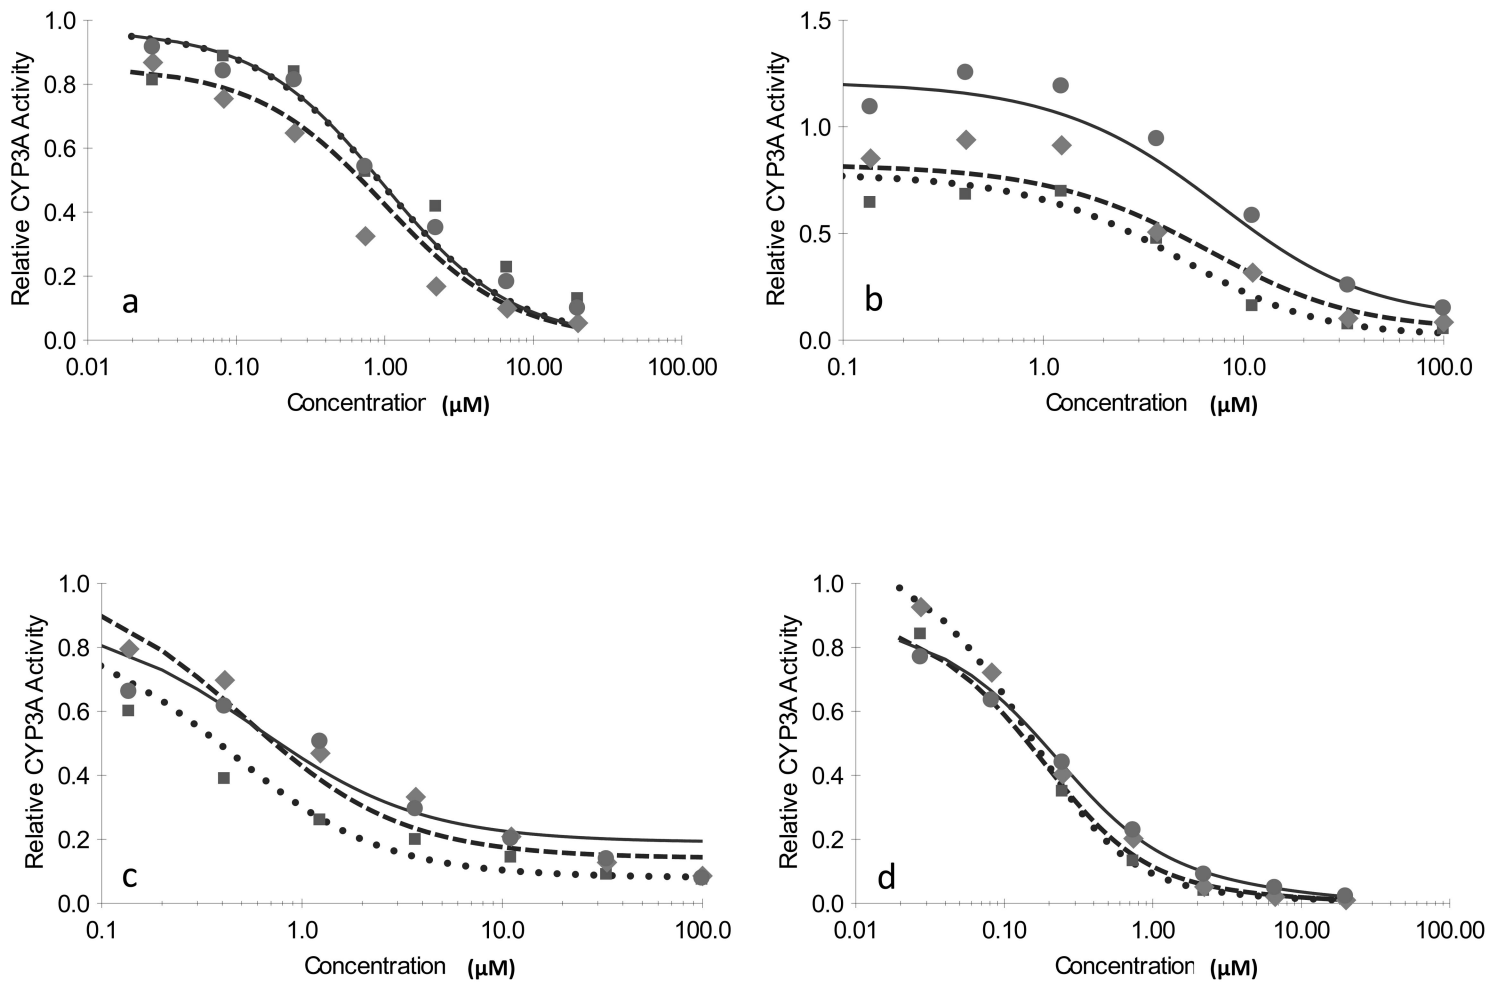 Relative CYP3A Activity
1.0
0.8
0.6
0.4
0.2
0.0
a
0.01 0.10 1.00 10.00 100.00
Concentratior (µM)
Relative CYP3A Activity
1.5
1.0
0.5
0.0
b
0.1 1.0 10.0 100.0
Concentration (µM)
Relative CYP3A Activity
1.0
0.8
0.6
0.4
0.2
0.0
c
0.1 1.0 10.0 100.0
Concentration (µM)
Relative CYP3A Activity
1.0
0.8
0.6
0.4
0.2
0.0
d
0.01 0.10 1.00 10.00 100.00
Concentration (µM)